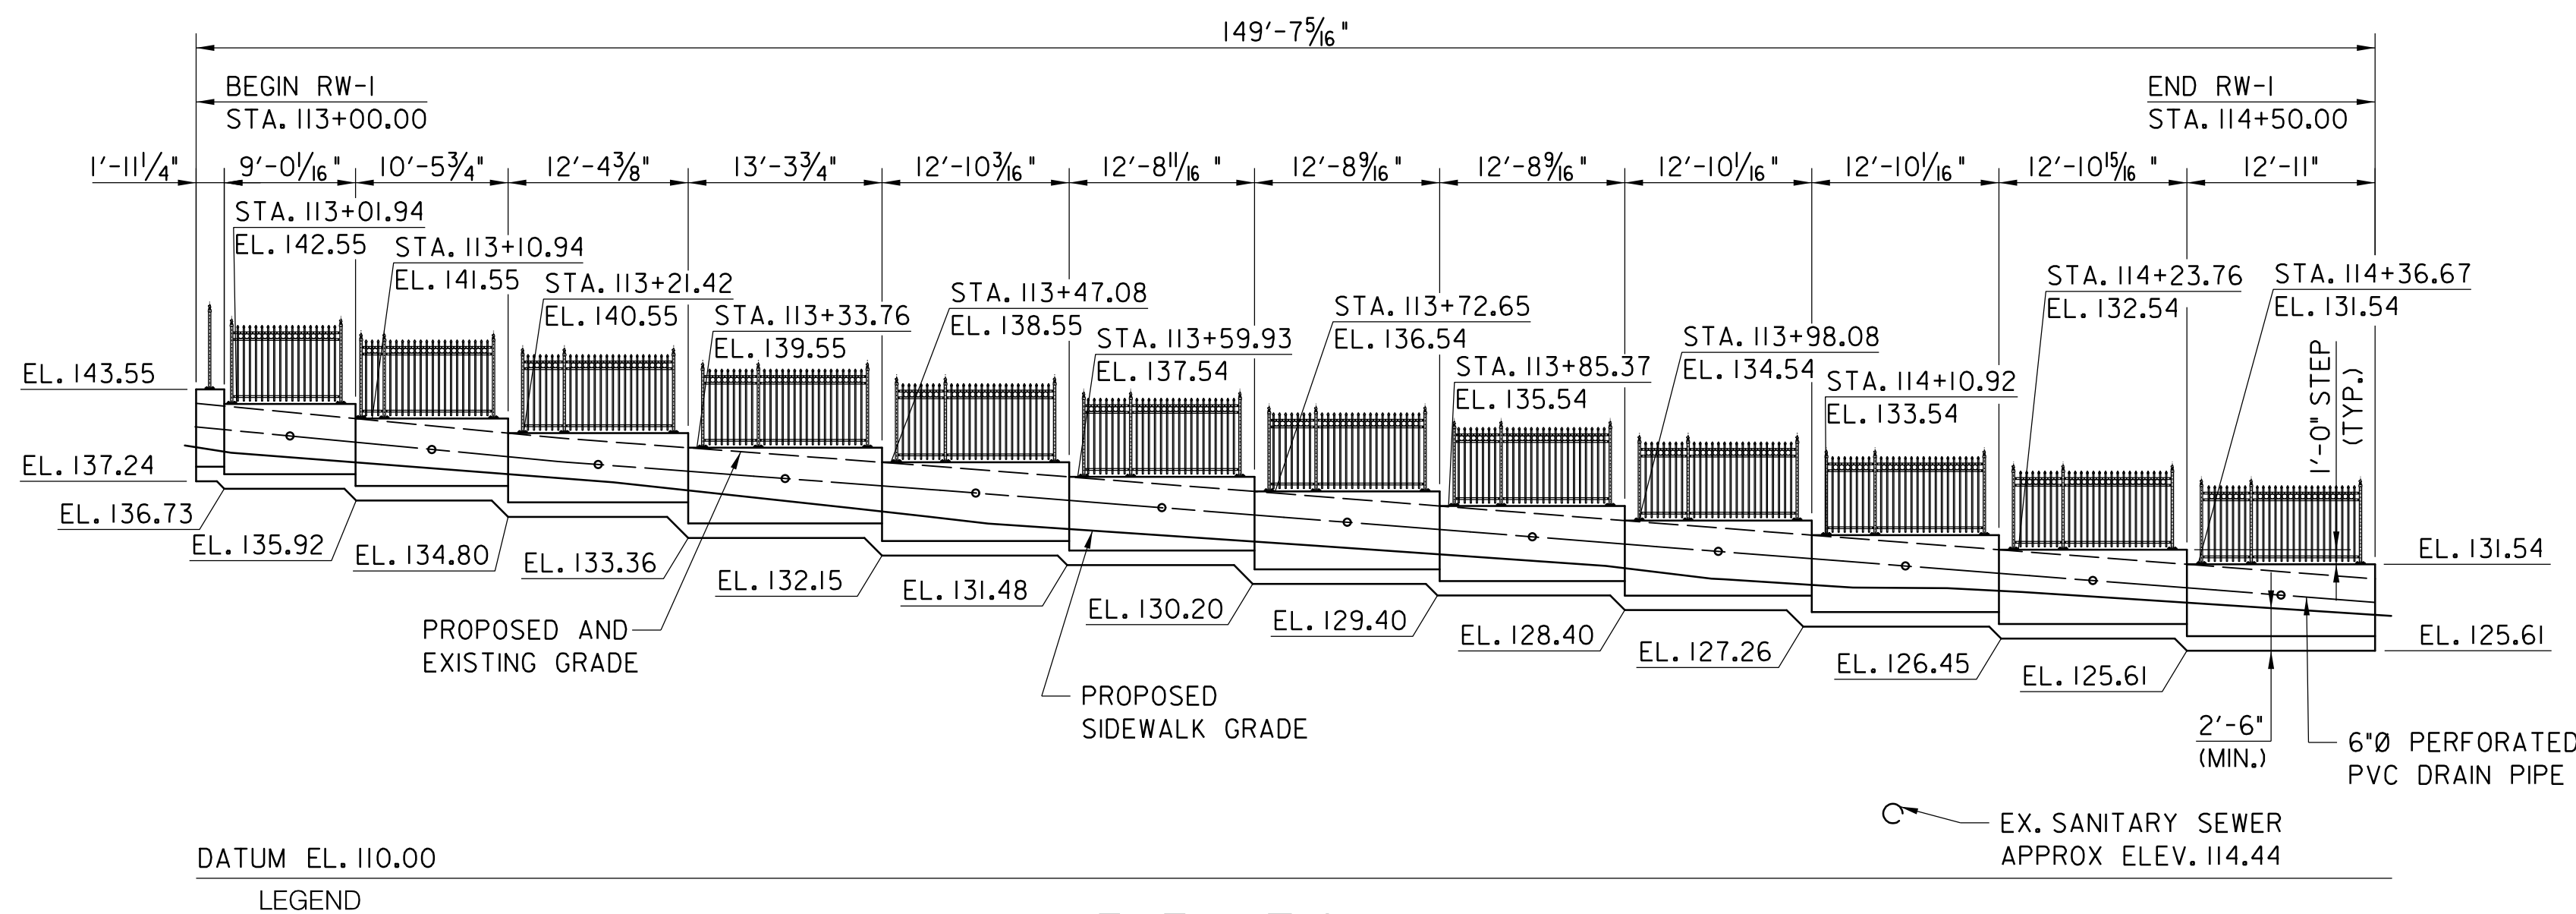 149'-7 5/16"
BEGIN RW-1
STA. 113+00.00
END RW-1
STA. 114+50.00
1'-11 1/4"
9'-0 1/16"
10'-5 3/4"
12'-4 3/8"
13'-3 3/4"
12'-10 3/16"
12'-8 11/16"
12'-8 9/16"
12'-8 9/16"
12'-10 1/16"
12'-10 1/16"
12'-10 15/16"
12'-11"
STA. 113+01.94
EL. 142.55
STA. 113+10.94
EL. 141.55
STA. 113+21.42
EL. 140.55
STA. 113+33.76
EL. 139.55
STA. 113+47.08
EL. 138.55
STA. 113+59.93
EL. 137.54
STA. 113+72.65
EL. 136.54
STA. 113+85.37
EL. 135.54
STA. 113+98.08
EL. 134.54
STA. 114+10.92
EL. 133.54
STA. 114+23.76
EL. 132.54
STA. 114+36.67
EL. 131.54
1'-0" STEP
(TYP.)
EL. 143.55
EL. 137.24
EL. 136.73
EL. 135.92
EL. 134.80
EL. 133.36
EL. 132.15
EL. 131.48
EL. 130.20
EL. 129.40
EL. 128.40
EL. 127.26
EL. 126.45
EL. 125.61
EL. 131.54
EL. 125.61
PROPOSED AND
EXISTING GRADE
PROPOSED
SIDEWALK GRADE
2'-6"
(MIN.)
6"Ø PERFORATED
PVC DRAIN PIPE
EX. SANITARY SEWER
APPROX ELEV. 114.44
DATUM EL. 110.00
LEGEND